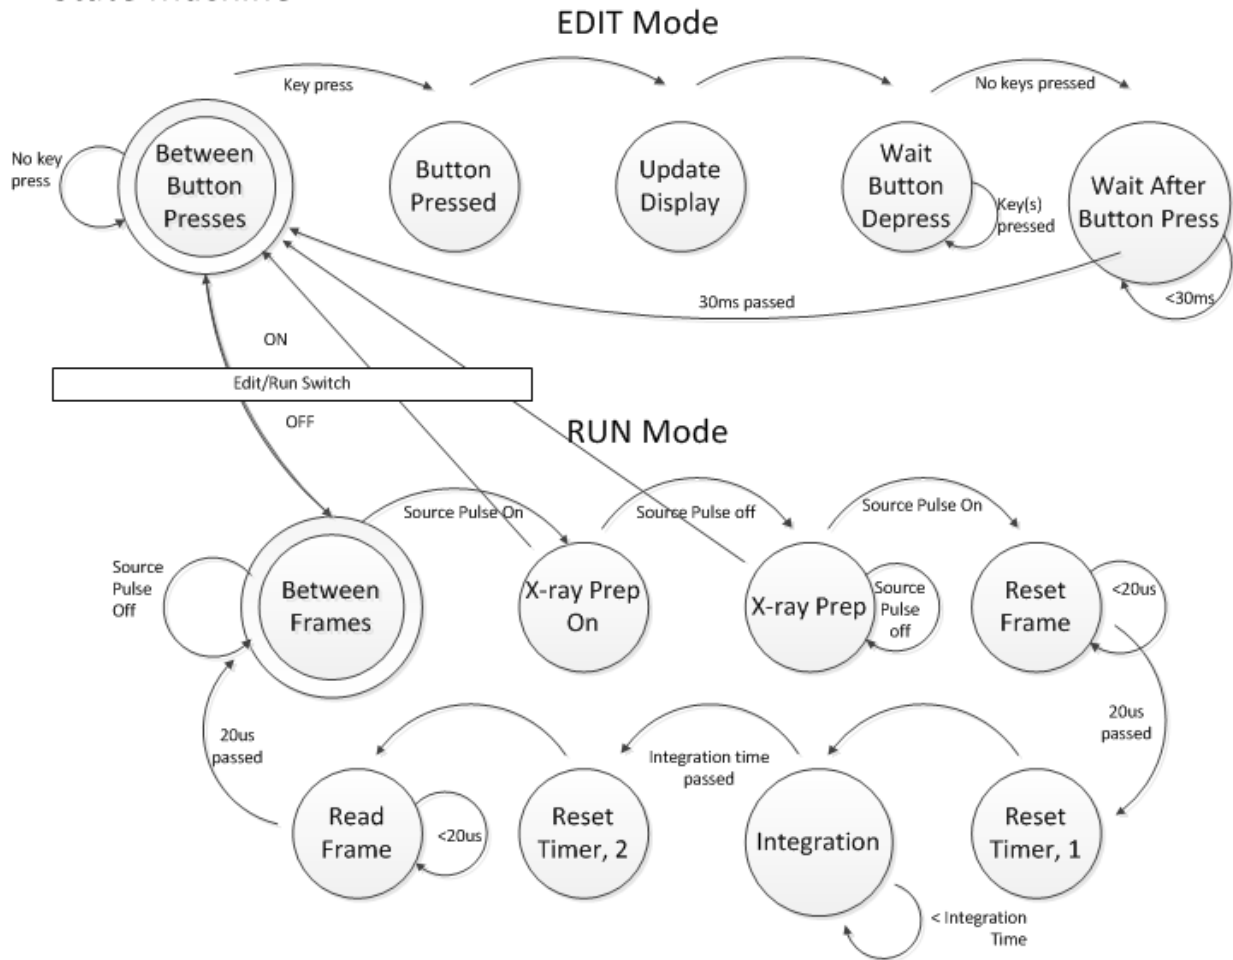 EDIT Mode
Key press
No keys pressed
No key
press
Between
Button
Presses
Button
Pressed
Update
Display
Wait
Button
Depress
Key(s)
pressed
Wait After
Button Press
30ms passed
<30ms
ON
Edit/Run Switch
OFF
RUN Mode
Source Pulse On
Source Pulse off
Source Pulse On
Source
Pulse
Off
Between
Frames
X-ray Prep
On
X-ray Prep
Source
Pulse
off
Reset
Frame
<20us
20us
passed
20us
passed
Integration time
passed
Read
Frame
<20us
Reset
Timer, 2
Integration
Reset
Timer, 1
< Integration
Time